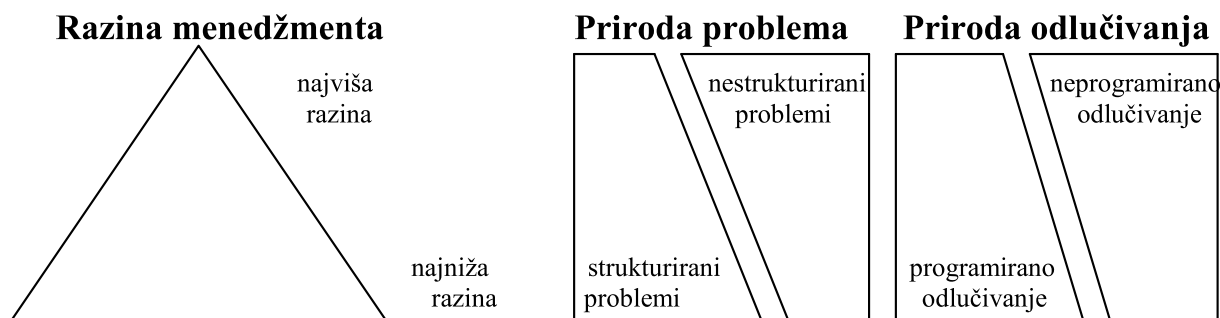 Razina menedžmenta
najviša
razina
najniža
razina
Priroda problema
nestrukturirani
problemi
strukturirani
problemi
Priroda odlučivanja
neprogramirano
odlučivanje
programirano
odlučivanje